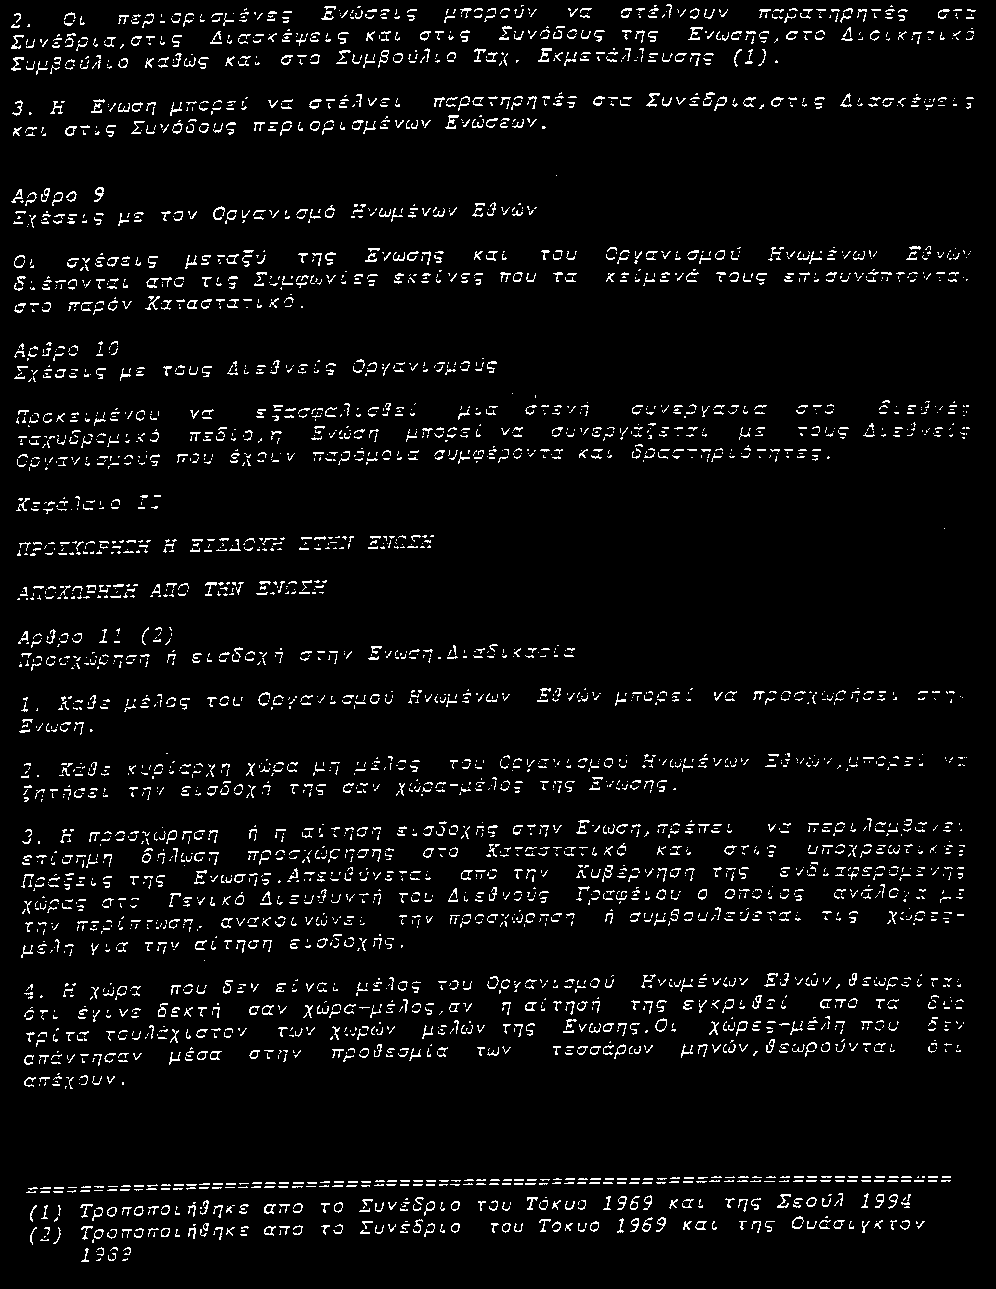 2. Οι περιορισμένες Ενώσεις μπορούν να στέλνουν παρατηρητές στα
Συνέδρια,στις Διασκέψεις και στις Συνόδους της Ενωσης,στο Διοικητικό
Συμβούλιο καθώς και στο Συμβούλιο Ταχ. Εκμετάλλευσης (1).
3. Η Ενωση μπορεί να στέλνει παρατηρητές στα Συνέδρια,στις Διασκέψεις
και στις Συνόδους περιορισμένων Ενώσεων.
Αρθρο 9
Σχέσεις με τον Οργανισμό Ηνωμένων Εθνών
Οι σχέσεις μεταξύ της Ενωσης και του Οργανισμού Ηνωμένων Εθνών
διέπονται απο τις Συμφωνίες εκείνες που τα κείμενά τους επισυνάπτονται
στο παρόν Καταστατικό.
Αρθρο 10
Σχέσεις με τους Διεθνείς Οργανισμούς
Προκειμένου να εξασφαλισθεί μια στενή συνεργασια στο διεθνές
ταχυδρομικό πεδίο,η Ενώση μπορεί να συνεργάζεται με τους Διεθνείς
Οργανισμούς που έχουν παρόμοια συμφέροντα και δραστηριότητες.
Κεφάλαιο ΙΙ
ΠΡΟΣΧΩΡΗΣΗ Η ΕΙΣΔΟΧΗ ΣΤΗΝ ΕΝΩΣΗ
ΑΠΟΧΩΡΗΣΗ ΑΠΟ ΤΗΝ ΕΝΩΣΗ
Αρθρο 11 (2)
Προσχώρηση ή εισδοχή στην Ενωση.Διαδικασία
1. Καθε μέλος του Οργανισμού Ηνωμένων Εθνών μπορεί να προσχωρήσει στην
Ενωση.
2. Κάθε κυρίαρχη χώρα μη μέλος του Οργανισμού Ηνωμένων Εθνών,μπορεί να
ζητήσει την εισδοχή της σαν χώρα-μέλος της Ενωσης.
3. Η προσχώρηση ή η αίτηση εισδοχής στην Ενωση,πρέπει να περιλαμβάνει
επίσημη δήλωση προσχώρησης στο Καταστατικό και στις υποχρεωτικές
Πράξεις της Ενωσης.Απευθύνεται απο την Κυβέρνηση της ενδιαφερομενης
χώρας στο Γενικό Διευθυντή του Διεθνούς Γραφέιου ο οποίος ανάλογα με
την περίπτωση, ανακοινώνει την προσχώρηση ή συμβουλεύεται τις χώρες-
μέλη για την αίτηση εισδοχής.
4. Η χώρα που δεν είναι μέλος του Οργανισμού Ηνωμένων Εθνών,θεωρείται
ότι έγινε δεκτή σαν χώρα-μέλος,αν η αίτησή της εγκριθεί απο τα δύο
τρίτα τουλάχιστον των χωρών μελών της Ενωσης.Οι χώρες-μέλη που δεν
απάντησαν μέσα στην προθεσμία των τεσσάρων μηνών,θεωρούνται ότι
απέχουν.
(1) Τροποποιήθηκε απο το Συνέδριο του Τόκυο 1969 και της Σεούλ 1994
(2) Τροποποιήθηκε απο το Συνέδριο του Τοκυο 1969 και της Ουάσιγκτον
1989